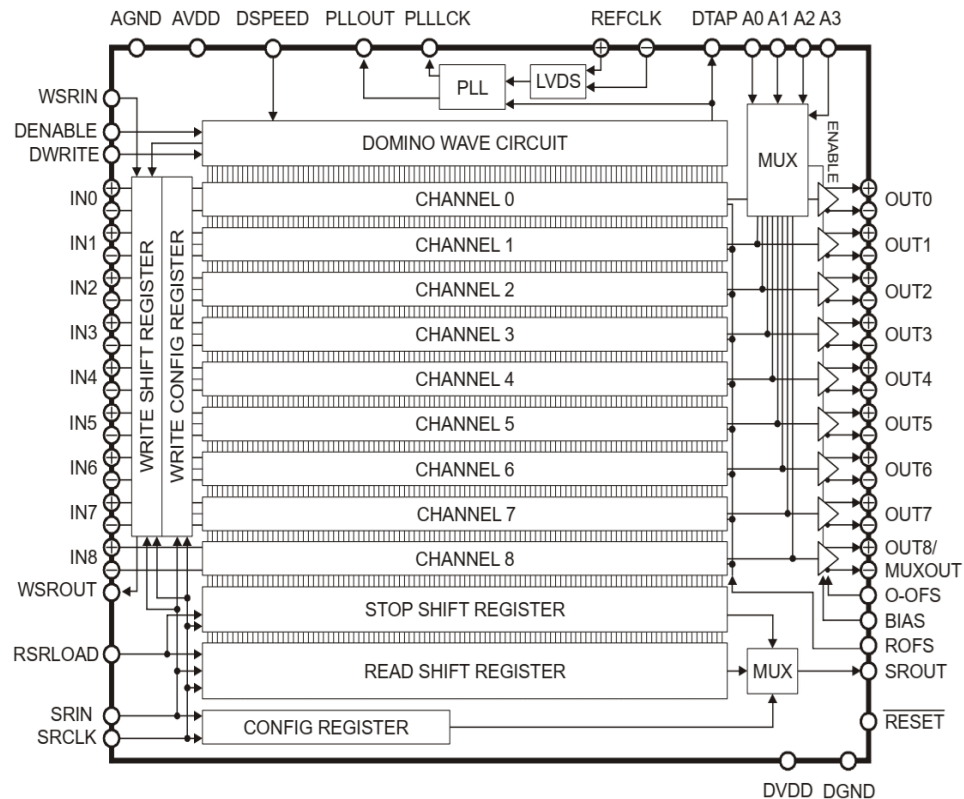 AGND AVDD DSPEED PLLOUT PLLLCK REFCLK DTAP A0 A1 A2 A3
WSRIN
DENABLE
DWRITE
PLL
LVDS
DOMINO WAVE CIRCUIT
MUX
ENABLE
IN0
CHANNEL 0
OUT0
IN1
CHANNEL 1
OUT1
IN2
CHANNEL 2
OUT2
IN3
CHANNEL 3
OUT3
IN4
CHANNEL 4
OUT4
IN5
CHANNEL 5
OUT5
IN6
CHANNEL 6
OUT6
IN7
CHANNEL 7
OUT7
IN8
CHANNEL 8
OUT8/
MUXOUT
WRITE SHIFT REGISTER
WRITE CONFIG REGISTER
WSROUT
STOP SHIFT REGISTER
O-OFS
BIAS
ROFS
RSRLOAD
READ SHIFT REGISTER
MUX
SROUT
SRIN
SRCLK
CONFIG REGISTER
RESET
DVDD DGND